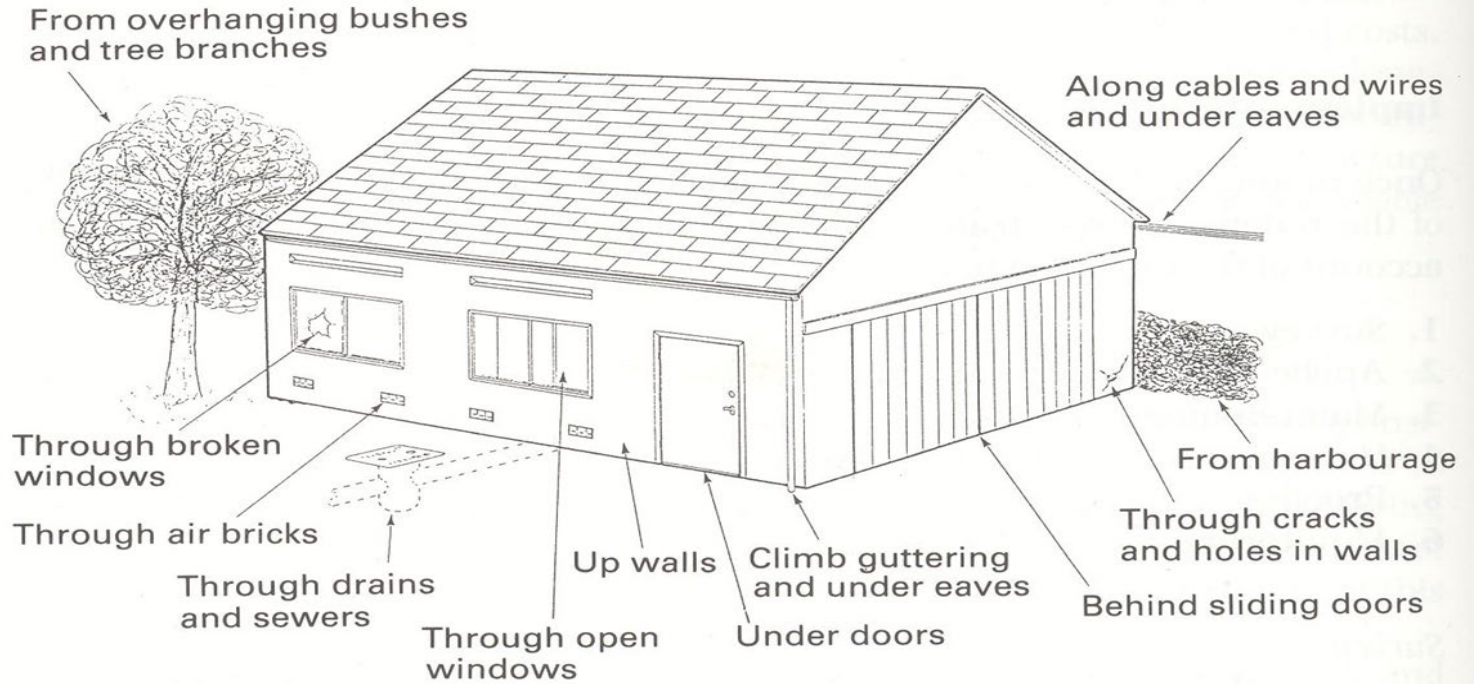 From overhanging bushes
and tree branches
Along cables and wires
and under eaves
Through broken
windows
From harbourage
Through air bricks
Through cracks
and holes in walls
Up walls
Climb guttering
and under eaves
Through drains
and sewers
Behind sliding doors
Through open
windows
Under doors